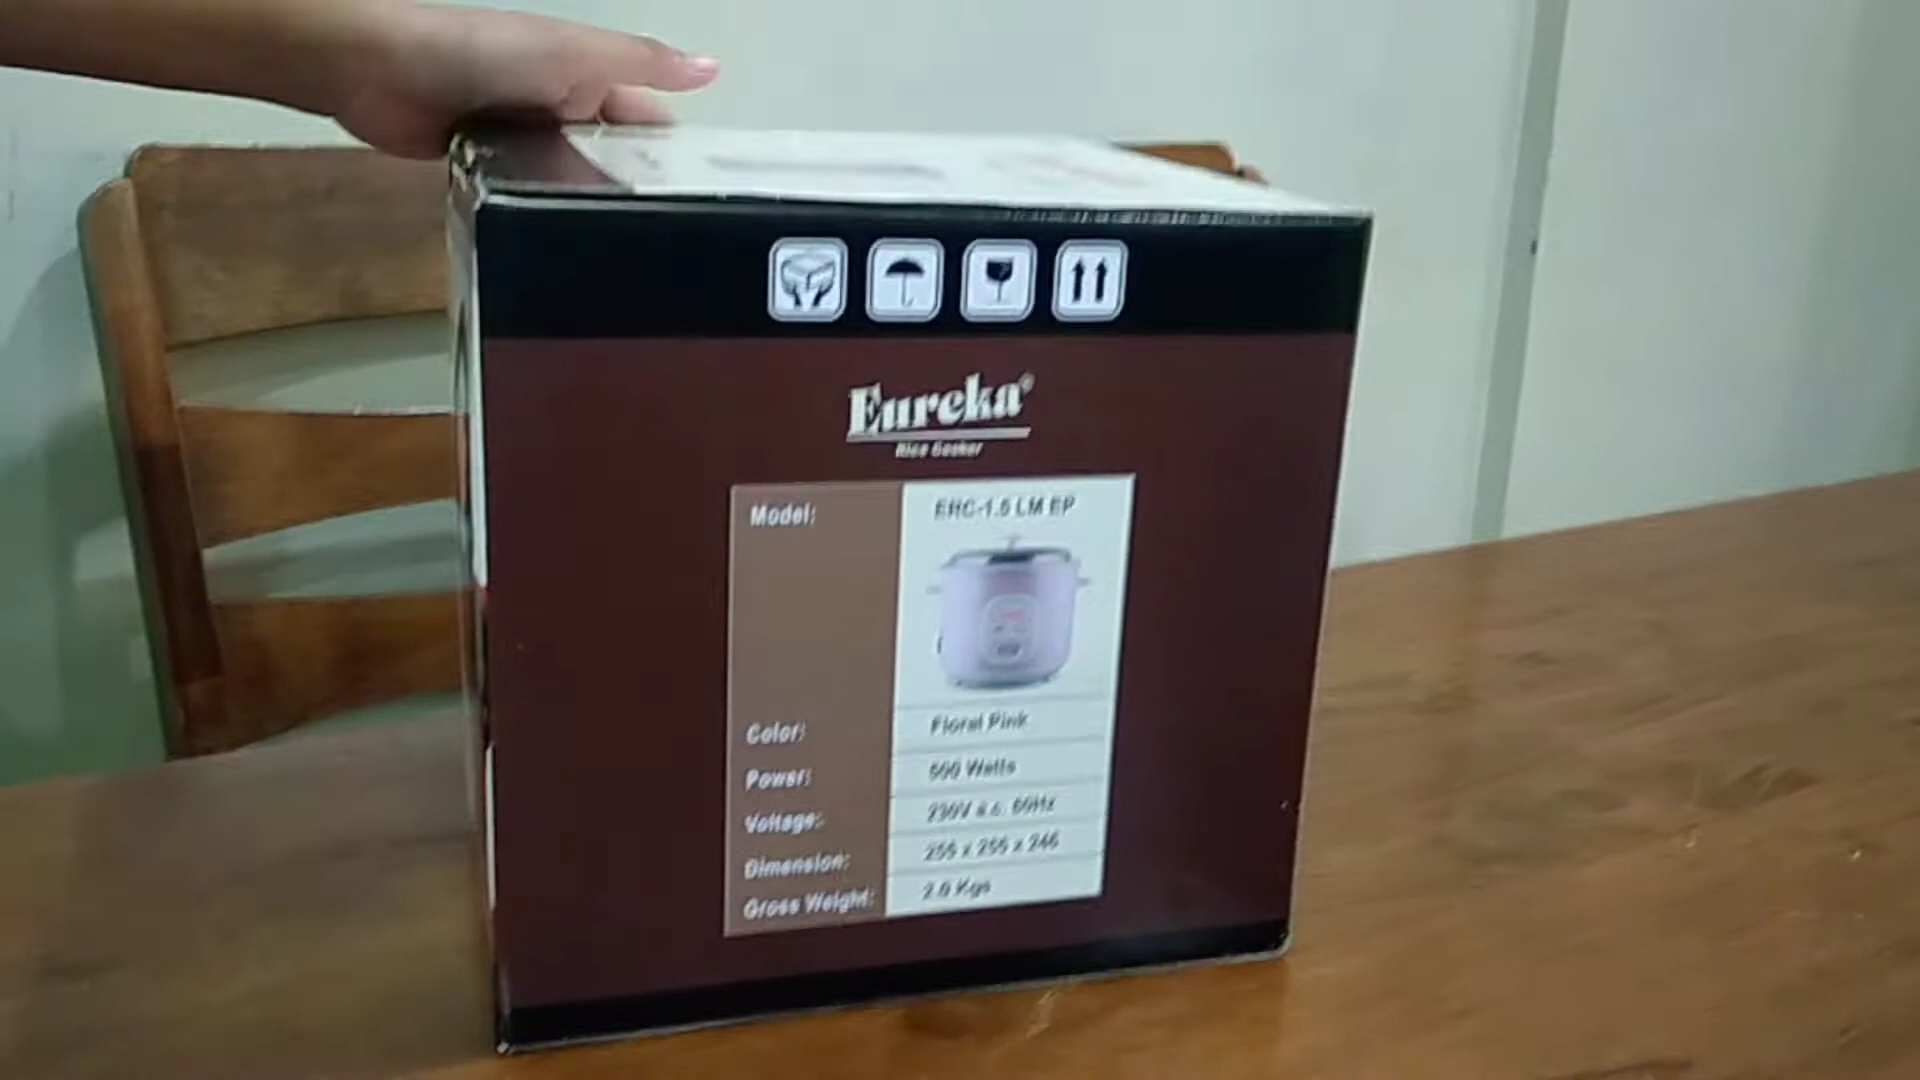 Eureka®
Rice Cooker
Model: ERC-1.5 LM EP
Color: Floral Pink
Power: 500 Watts
Voltage: 230V a.c. 60Hz
Dimension: 255 x 255 x 246
Gross Weight: 2.0 Kgs